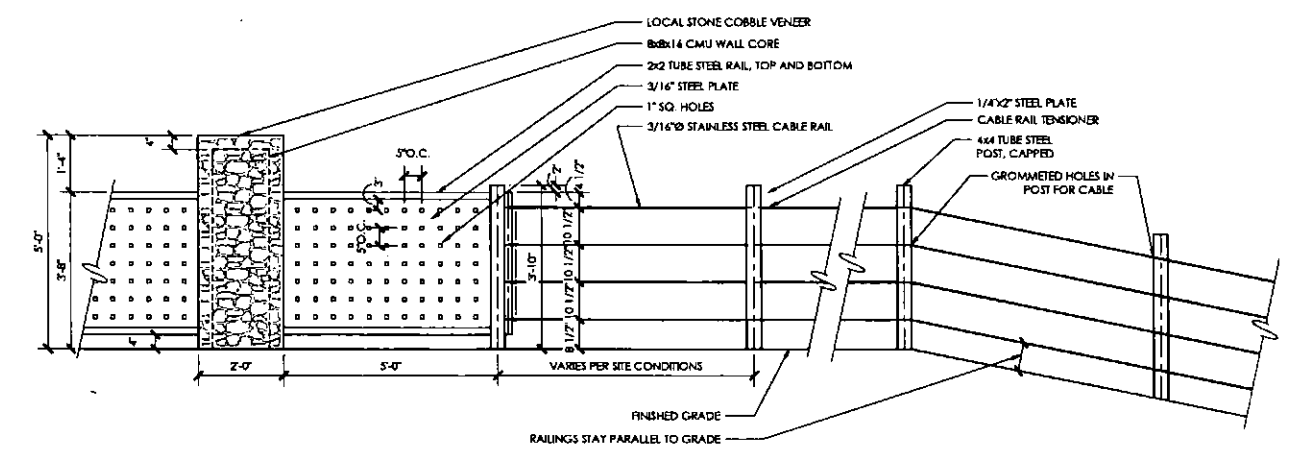 LOCAL STONE COBBLE VENEER
8x8x16 CMU WALL CORE
2x2 TUBE STEEL RAIL, TOP AND BOTTOM
3/16" STEEL PLATE
1" SQ. HOLES
3/16"Ø STAINLESS STEEL CABLE RAIL
1/4"X2" STEEL PLATE
CABLE RAIL TENSIONER
4x4 TUBE STEEL
POST, CAPPED
GROMMETED HOLES IN
POST FOR CABLE
5'-0"
1'-4"
3'-8"
4"
4"
4"
5"O.C.
3"
5"O.C.
3'-10"
2"
4 1/2"
10 1/2"
10 1/2"
10 1/2"
8 1/2"
2'-0"
5'-0"
VARIES PER SITE CONDITIONS
FINISHED GRADE
RAILINGS STAY PARALLEL TO GRADE